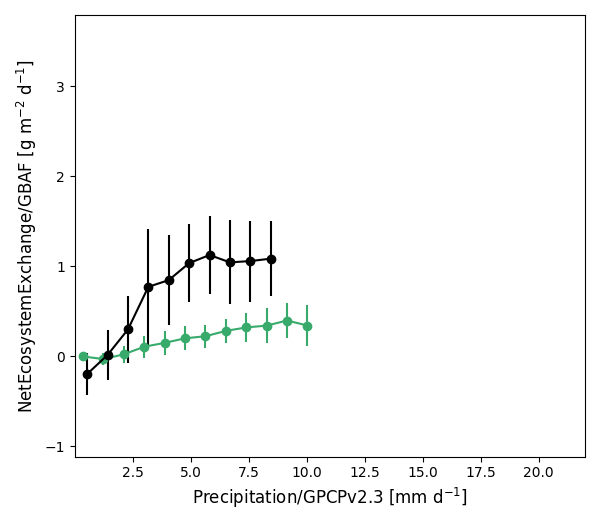 NetEcosystemExchange/GBAF [g m⁻² d⁻¹]
3
2
1
0
−1
2.5 5.0 7.5 10.0 12.5 15.0 17.5 20.0
Precipitation/GPCPv2.3 [mm d⁻¹]